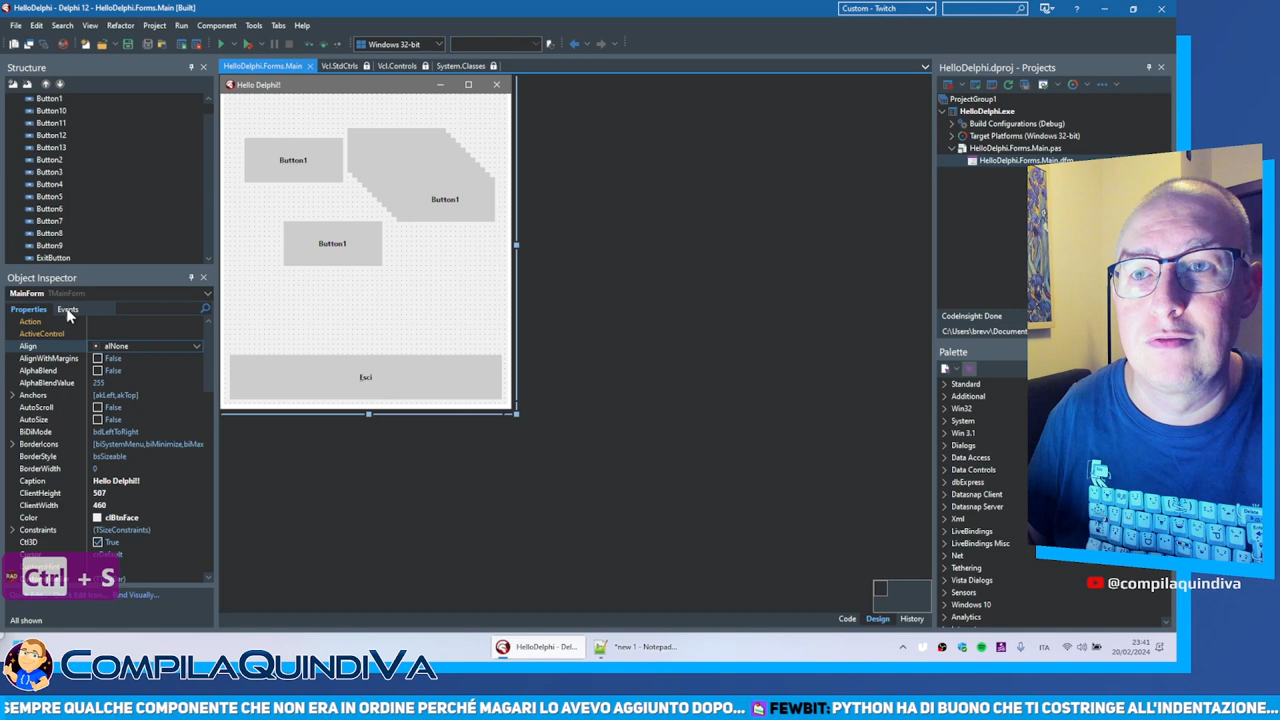 HelloDelphi - Delphi 12 - HelloDelphi.Forms.Main [Built]
Custom - Twitch
File Edit Search View Refactor Project Run Component Tools Tabs Help
Windows 32-bit
Structure
HelloDelphi.Forms.Main
Vcl.StdCtrls
Vcl.Controls
System.Classes
HelloDelphi.dproj - Projects
Hello Delphi!!
Button1
Button10
Button11
Button12
Button13
Button2
Button3
Button4
Button5
Button6
Button7
Button8
Button9
ExitButton
Button1
Button1
Button1
Esci
ProjectGroup1
HelloDelphi.exe
Build Configurations (Debug)
Target Platforms (Windows 32-bit)
HelloDelphi.Forms.Main.pas
HelloDelphi.Forms.Main.dfm
Object Inspector
MainForm TMainForm
Properties Events
Action
ActiveControl
Align alNone
AlignWithMargins False
AlphaBlend False
AlphaBlendValue 255
Anchors [akLeft,akTop]
AutoScroll False
AutoSize False
BiDiMode bdLeftToRight
BorderIcons [biSystemMenu,biMinimize,biMax
BorderStyle bsSizeable
BorderWidth 0
Caption Hello Delphi!!
ClientHeight 507
ClientWidth 460
Color clBtnFace
Constraints (TSizeConstraints)
Ctl3D True
Ctrl + S
All shown
CodeInsight: Done
C:\Users\brevv\Document
Palette
Standard
Additional
Win32
System
Win 3.1
Dialogs
Data Access
Data Controls
dbExpress
Datasnap Client
Datasnap Server
Xml
LiveBindings
LiveBindings Misc
Net
Tethering
Vista Dialogs
Sensors
Windows 10
Analytics
Code Design History
@compilaquindiva
HelloDelphi - Del...
*new 1 - Notepad...
ITA
23:41
20/02/2024
COMPILAQUINDIVA
SEMPRE QUALCHE COMPONENTE CHE NON ERA IN ORDINE PERCHÉ MAGARI LO AVEVO AGGIUNTO DOPO... FEWBIT: PYTHON HA DI BUONO CHE TI COSTRINGE ALL'INDENTAZIONE...